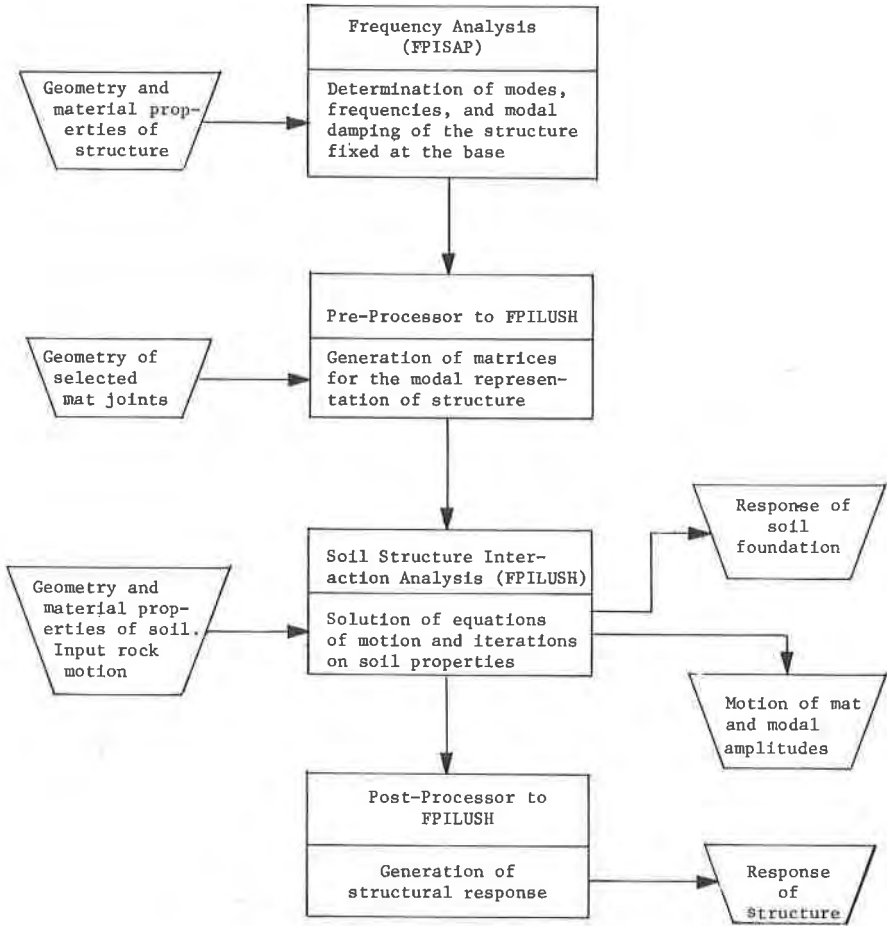 Frequency Analysis
(FPISAP)
Determination of modes,
frequencies, and modal
damping of the structure
fixed at the base
Geometry and
material prop-
erties of
structure
Pre-Processor to FPILUSH
Generation of matrices
for the modal represen-
tation of structure
Geometry of
selected
mat joints
Soil Structure Inter-
action Analysis (FPILUSH)
Solution of equations
of motion and iterations
on soil properties
Geometry and
material prop-
erties of soil.
Input rock
motion
Response of
soil
foundation
Motion of mat
and modal
amplitudes
Post-Processor to
FPILUSH
Generation of
structural response
Response
of
structure